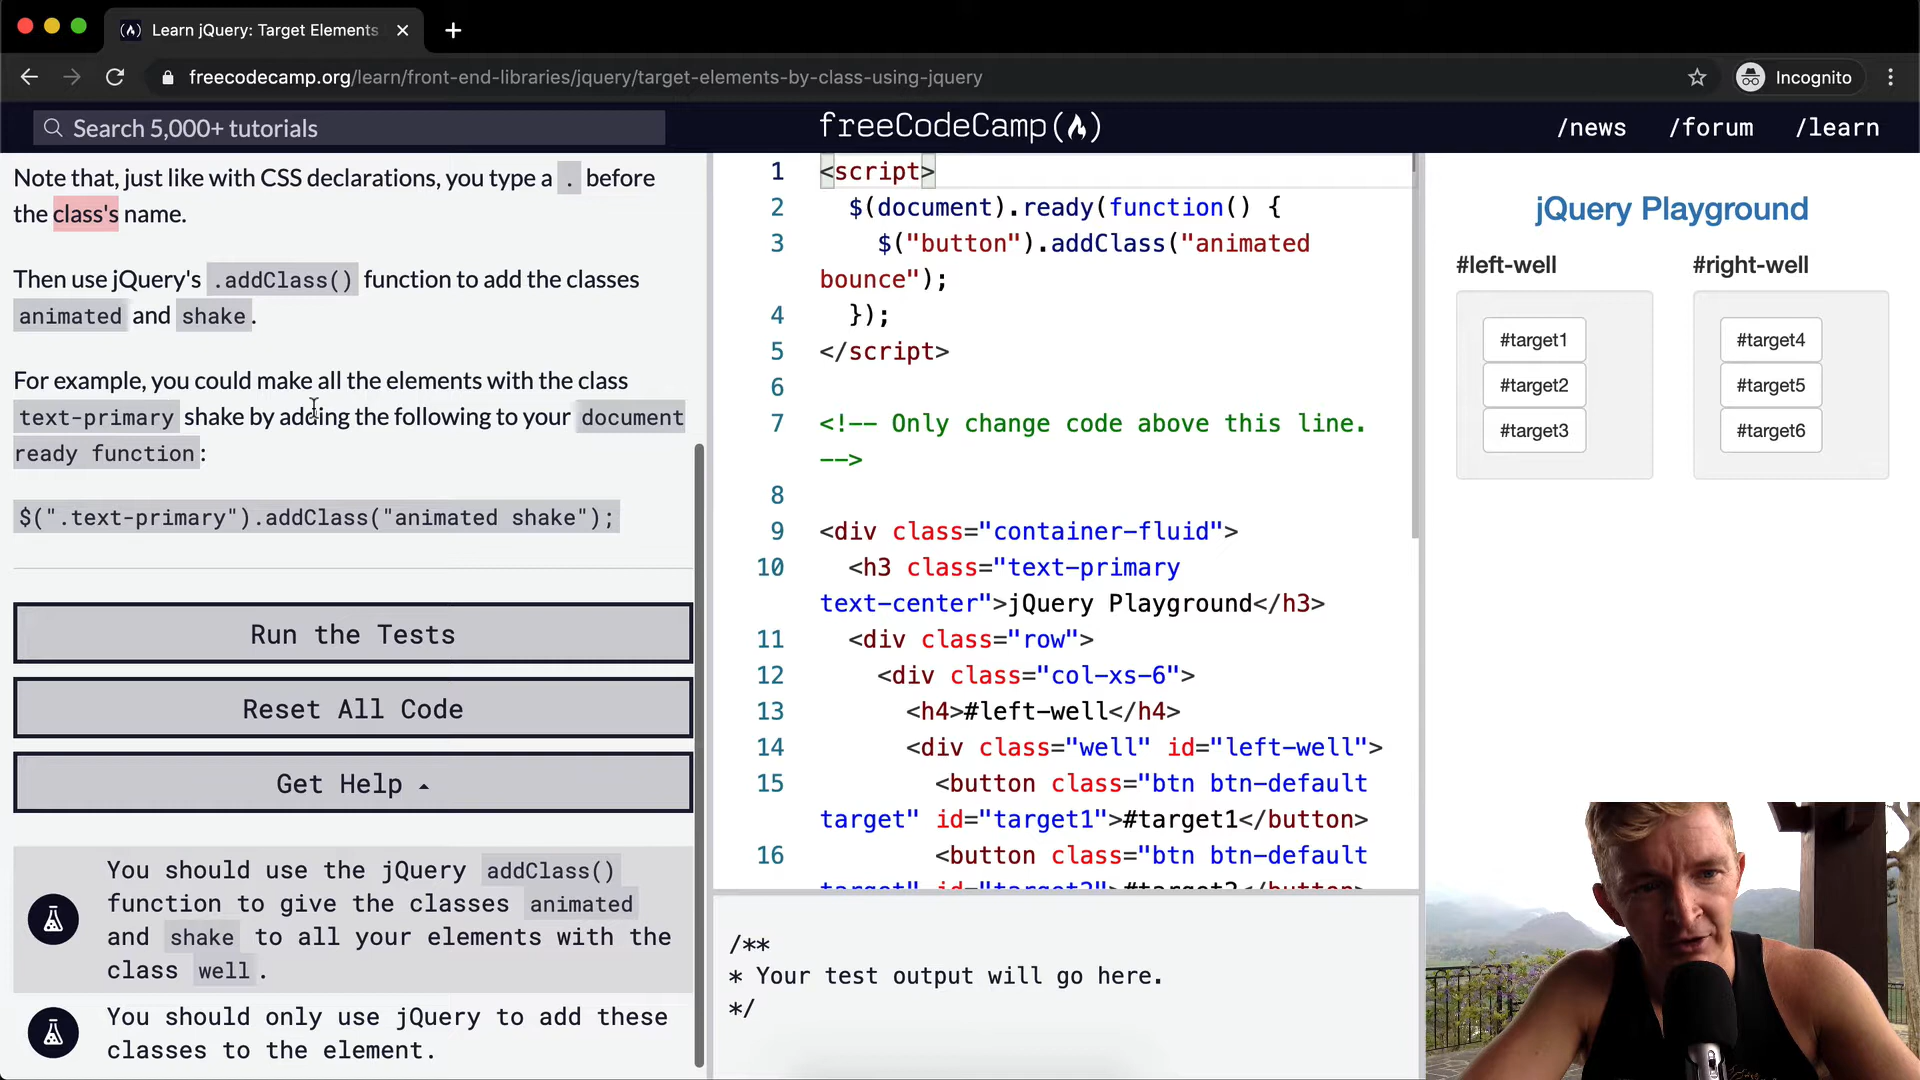 Learn jQuery: Target Elements
freecodecamp.org/learn/front-end-libraries/jquery/target-elements-by-class-using-jquery
Incognito
Search 5,000+ tutorials
freeCodeCamp
/news
/forum
/learn
Note that, just like with CSS declarations, you type a . before
the class's name.
Then use jQuery's .addClass() function to add the classes
animated and shake.
For example, you could make all the elements with the class
text-primary shake by adding the following to your document
ready function:
$(".text-primary").addClass("animated shake");
Run the Tests
Reset All Code
Get Help
You should use the jQuery addClass()
function to give the classes animated
and shake to all your elements with the
class well.
You should only use jQuery to add these
classes to the element.
1 <script>
2 $(document).ready(function() {
3 $("button").addClass("animated
bounce");
4 });
5 </script>
6
7 <!-- Only change code above this line.
-->
8
9 <div class="container-fluid">
10 <h3 class="text-primary
text-center">jQuery Playground</h3>
11 <div class="row">
12 <div class="col-xs-6">
13 <h4>#left-well</h4>
14 <div class="well" id="left-well">
15 <button class="btn btn-default
target" id="target1">#target1</button>
16 <button class="btn btn-default
target" id="target2">#target2</button>
/**
* Your test output will go here.
*/
jQuery Playground
#left-well
#target1
#target2
#target3
#right-well
#target4
#target5
#target6